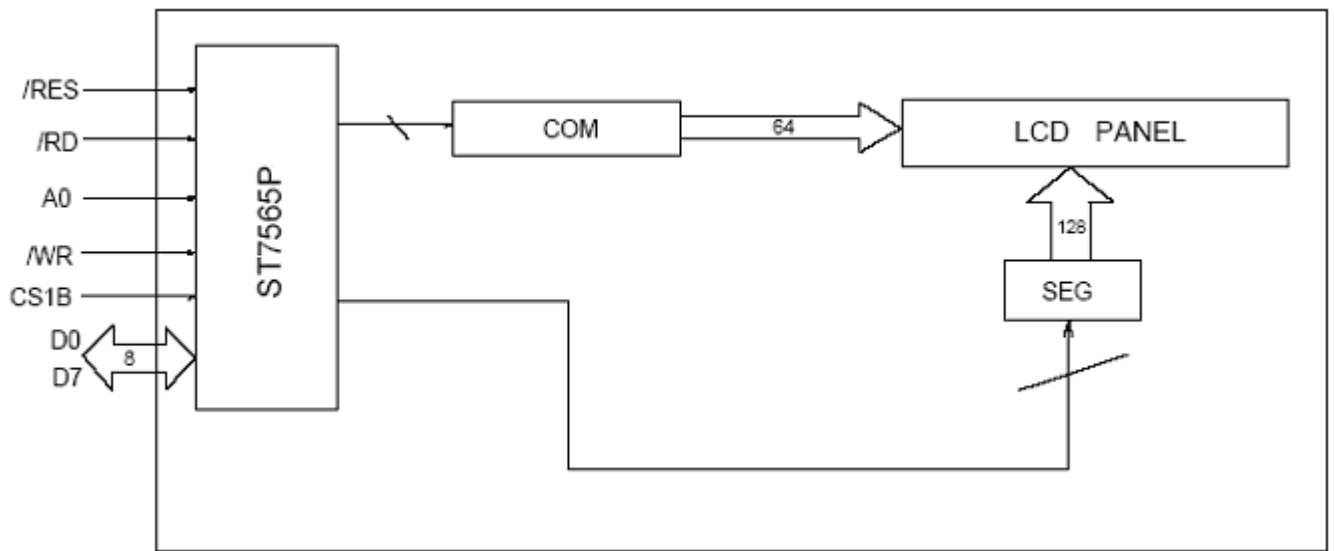 /RES
/RD
A0
/WR
CS1B
D0
D7
8
ST7565P
COM
64
LCD PANEL
128
SEG